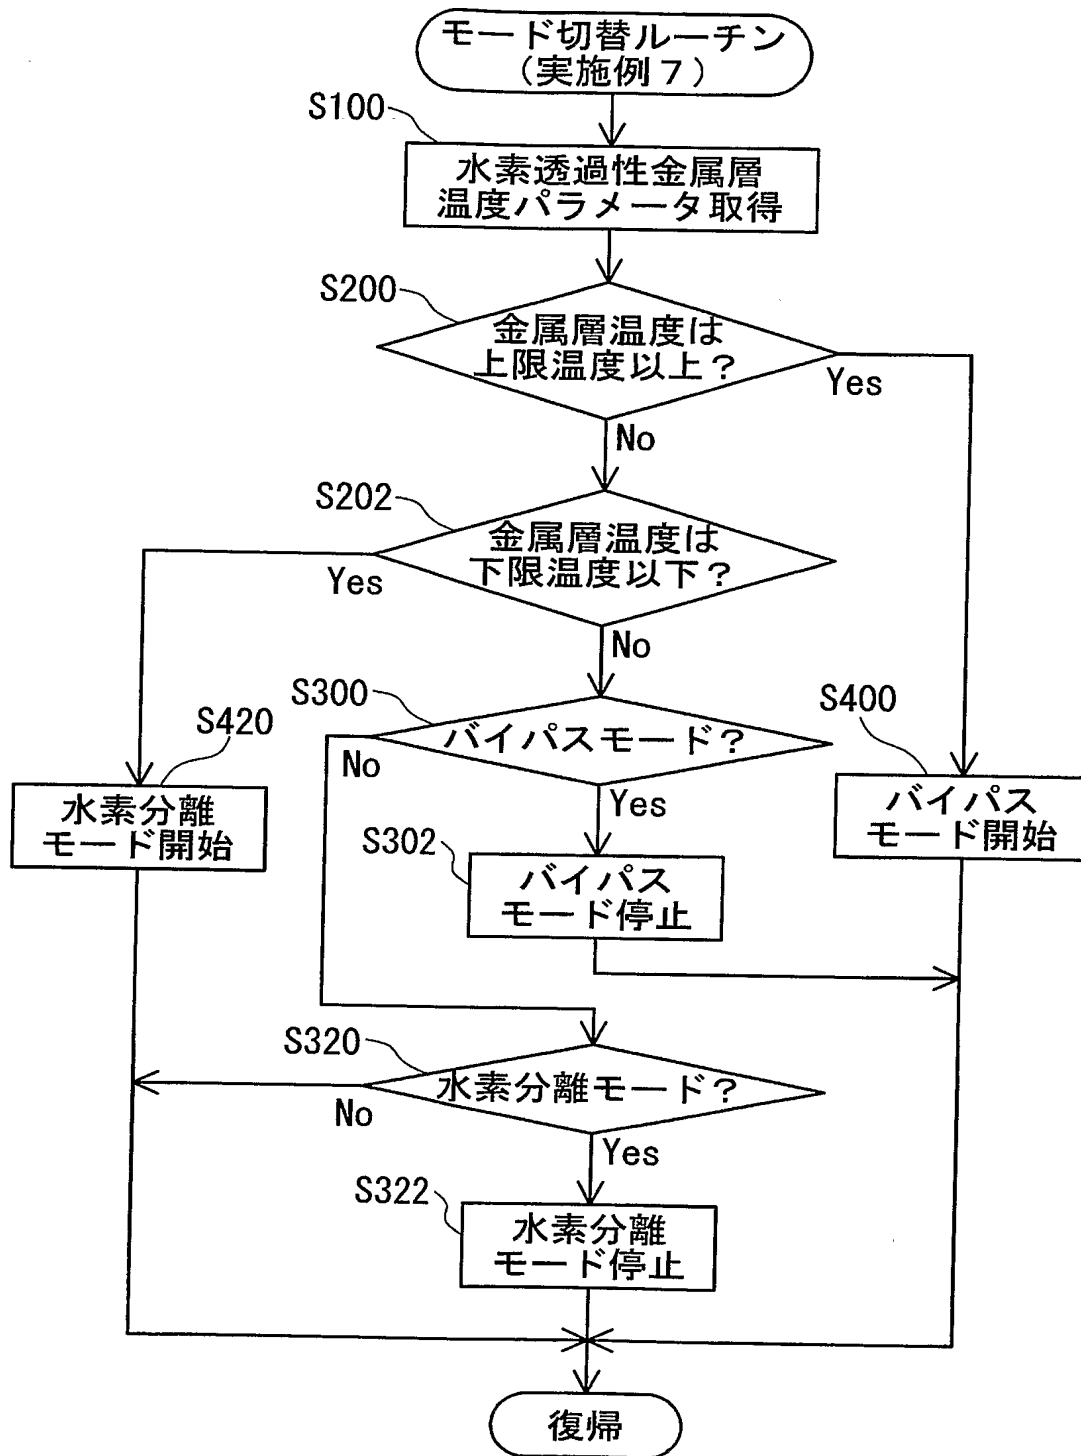 モード切替ルーチン
(実施例7)
S100
水素透過性金属層
温度パラメータ取得
S200
金属層温度は
上限温度以上?
Yes
No
S202
金属層温度は
下限温度以下?
Yes
No
S300
バイパスモード?
No
Yes
S400
バイパス
モード開始
S420
水素分離
モード開始
S302
バイパス
モード停止
S320
水素分離モード?
No
Yes
S322
水素分離
モード停止
復帰